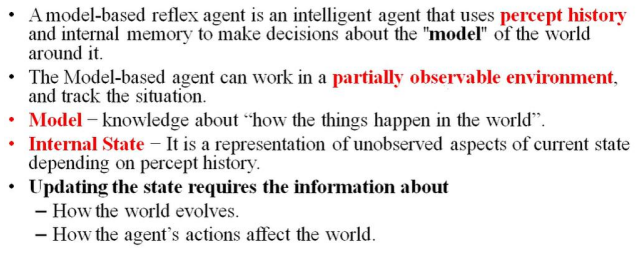 • A model-based reflex agent is an intelligent agent that uses percept history
and internal memory to make decisions about the "model" of the world
around it.
• The Model-based agent can work in a partially observable environment,
and track the situation.
• Model − knowledge about “how the things happen in the world”.
• Internal State − It is a representation of unobserved aspects of current state
depending on percept history.
• Updating the state requires the information about
– How the world evolves.
– How the agent’s actions affect the world.